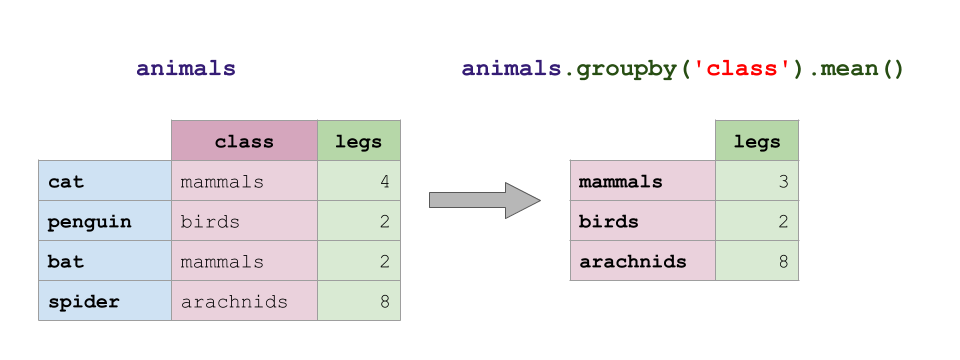 animals
animals.groupby('class').mean()
class legs
cat mammals 4
penguin birds 2
bat mammals 2
spider arachnids 8
legs
mammals 3
birds 2
arachnids 8